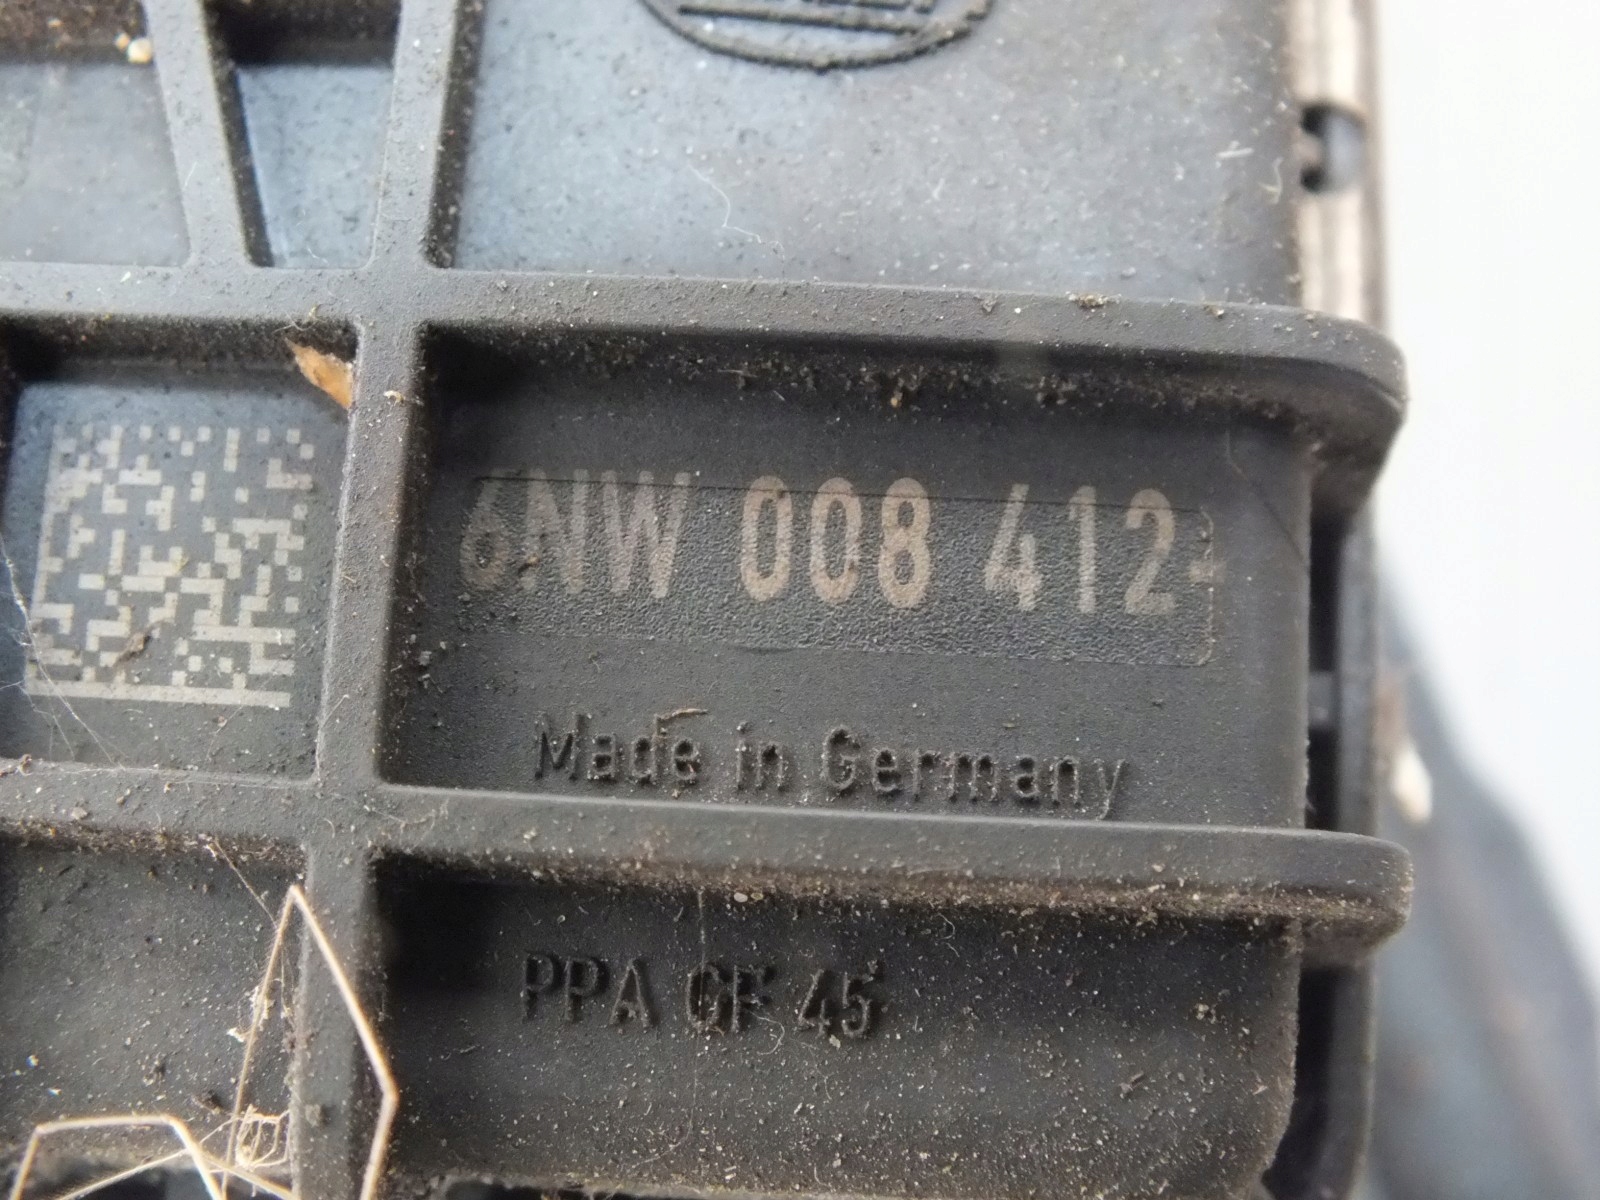 6NW 008 412-
Made in Germany
PPA GF 45